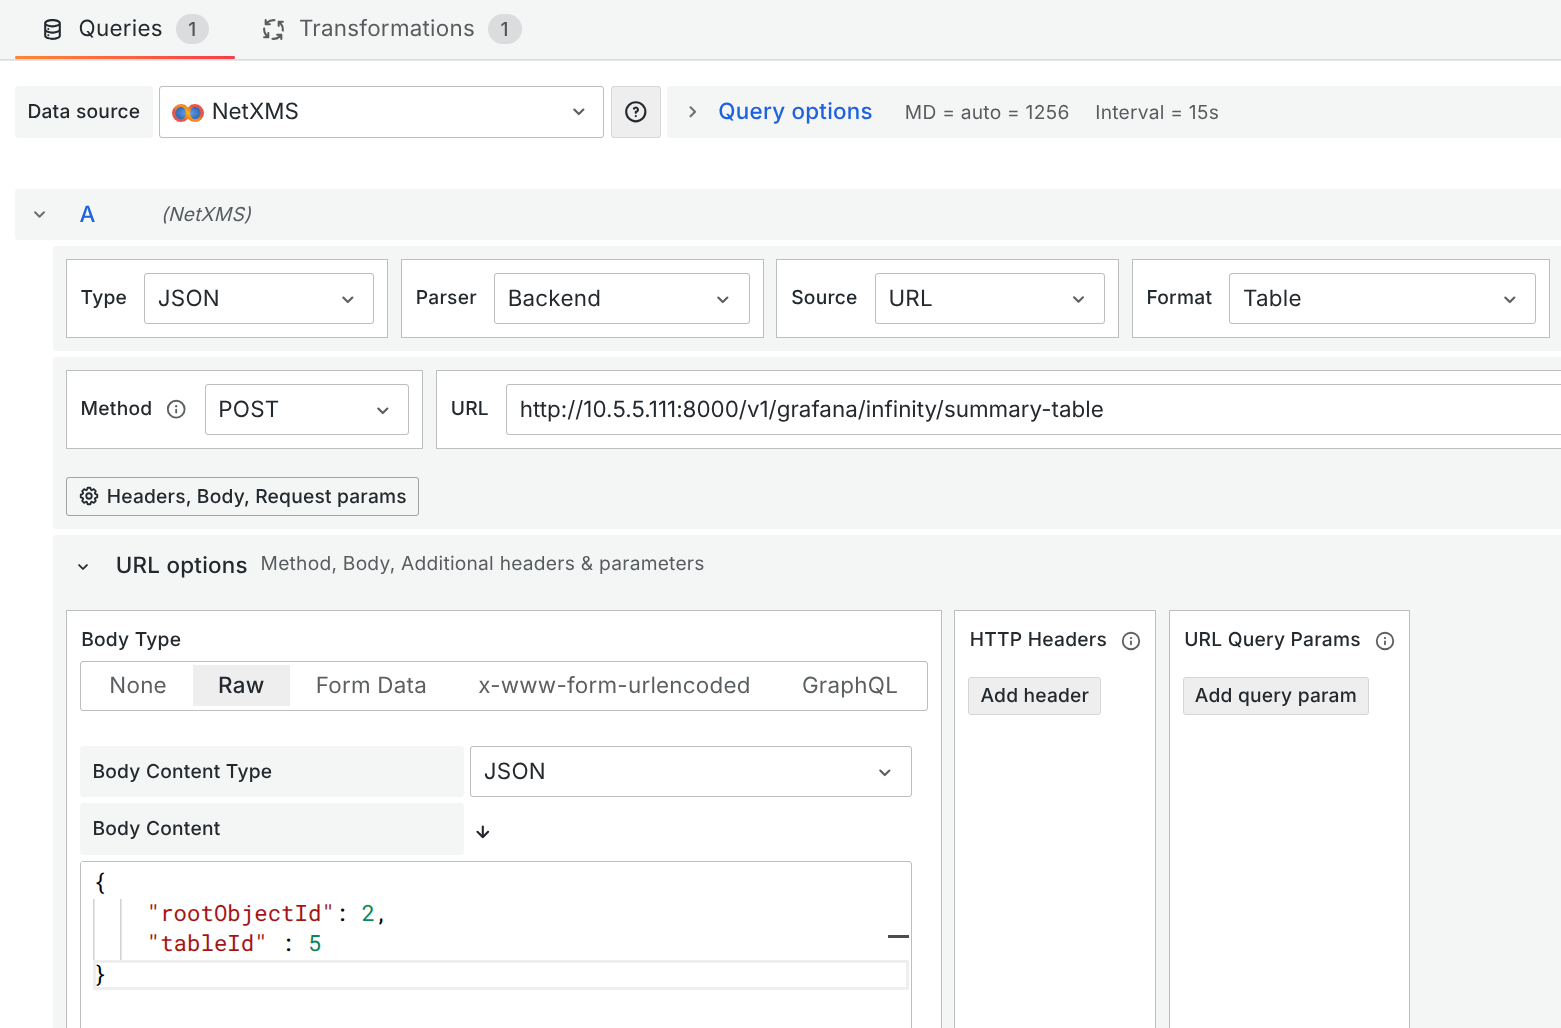 Queries 1 Transformations 1
Data source NetXMS Query options MD = auto = 1256 Interval = 15s
A (NetXMS)
Type JSON Parser Backend Source URL Format Table
Method POST URL http://10.5.5.111:8000/v1/grafana/infinity/summary-table
Headers, Body, Request params
URL options Method, Body, Additional headers & parameters
Body Type HTTP Headers URL Query Params
None Raw Form Data x-www-form-urlencoded GraphQL Add header Add query param
Body Content Type JSON
Body Content
{
"rootObjectId": 2,
"tableId" : 5
}